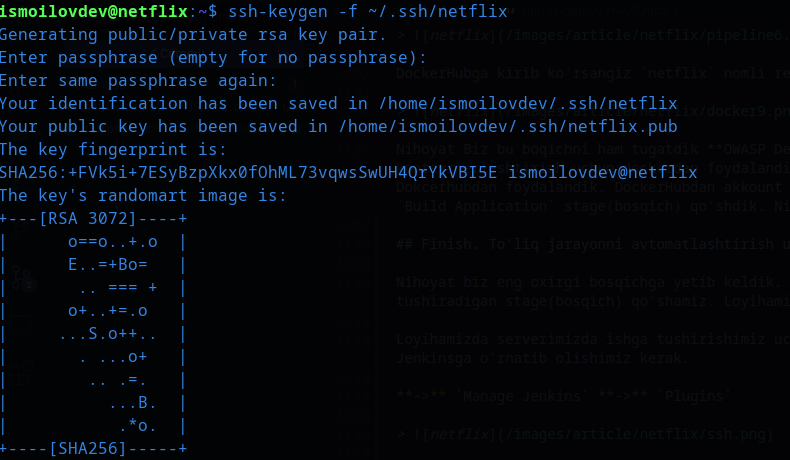 ismoilovdev@netflix:~$ ssh-keygen -f ~/.ssh/netflix
Generating public/private rsa key pair.
Enter passphrase (empty for no passphrase):
Enter same passphrase again:
Your identification has been saved in /home/ismoilovdev/.ssh/netflix
Your public key has been saved in /home/ismoilovdev/.ssh/netflix.pub
The key fingerprint is:
SHA256:+FVk5i+7ESyBzpXkx0fOhML73vqwsSwUH4QrYkVBI5E ismoilovdev@netflix
The key's randomart image is:
+---[RSA 3072]----+
|      o==o..+.o  |
|      E..=+Bo=   |
|       .. === +  |
|      o+..+=.o   |
|     ...S.o++..  |
|       . ...o+   |
|        .. .=.   |
|          ...B.  |
|           .*o.  |
+----[SHA256]-----+
> ![netflix](/images/article/netflix/pipeline6.
DockerHubga kirib ko'rsangiz `netflix` nomli re
![netflix](/images/article/netflix/docker9.pn
Nihoyat Biz bu boqichni ham tugatdik **OWASP De
foydalandi
Dokcerhubdan foydalandik. DockerHubdan akkount
`Build Application` stage(bosqich) qo'shdik. Ni
## Finish. To'liq jarayonni avtomatlashtirish u
Nihoyat biz eng oxirgi bosqichga yetib keldik.
tushiradigan stage(bosqich) qo'shamiz. Loyihami
Loyihamizda serverimizda ishga tushirishimiz uc
Jenkinsga o'rnatib olishimiz kerak.
**->** `Manage Jenkins` **->** `Plugins`
> ![netflix](/images/article/netflix/ssh.png)